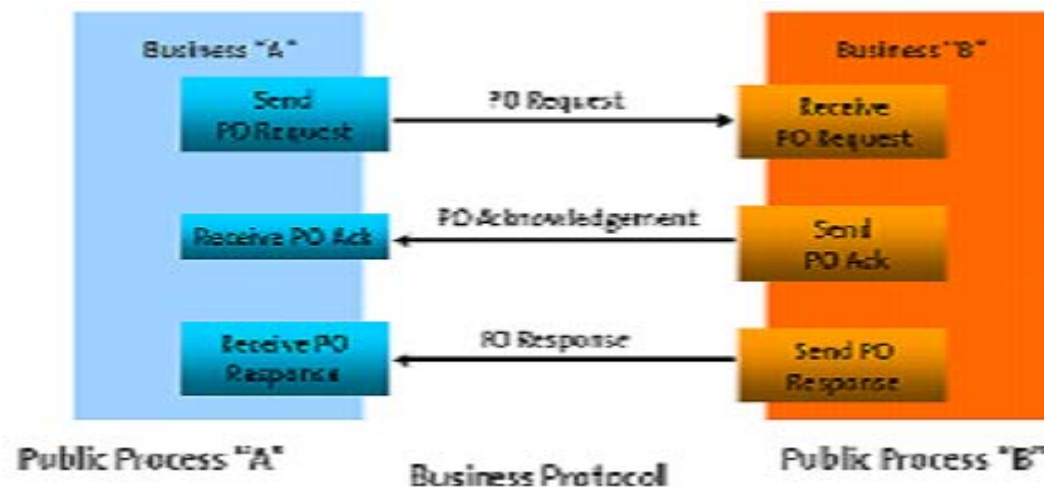 Business "A"
Business "B"
Send
PO Request
PO Request
Receive
PO Request
Receive PO Ack
PO Acknowledgement
Send
PO Ack
Receive PO
Response
PO Response
Send PO
Response
Public Process "A"
Business Protocol
Public Process "B"